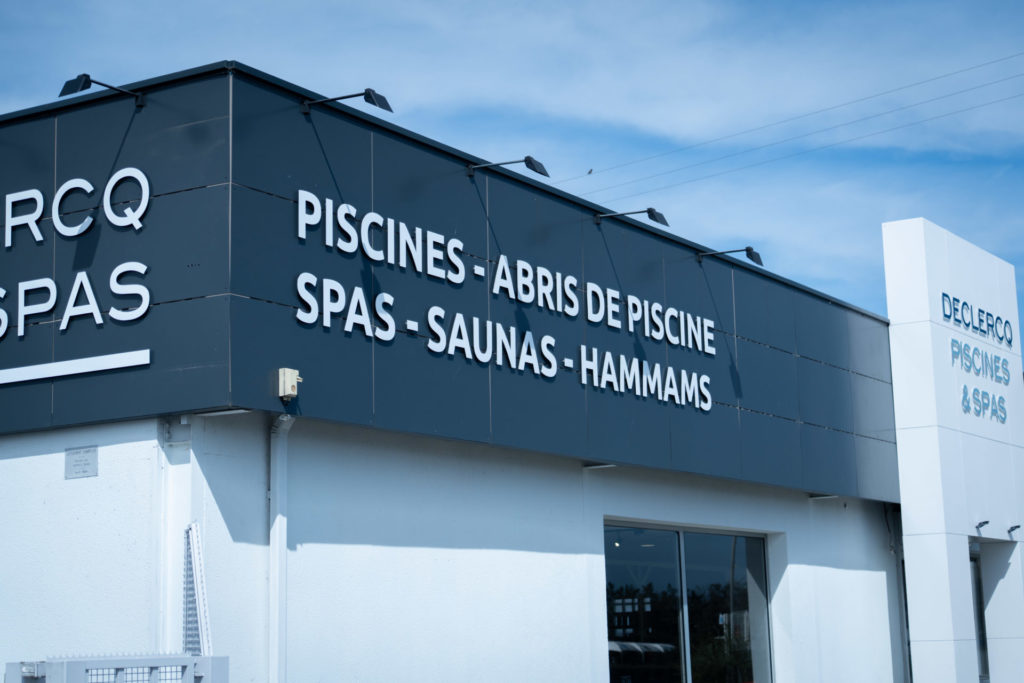 ERCQ
SPAS
PISCINES - ABRIS DE PISCINE
SPAS - SAUNAS - HAMMAMS
DECLERCQ
PISCINES
& SPAS